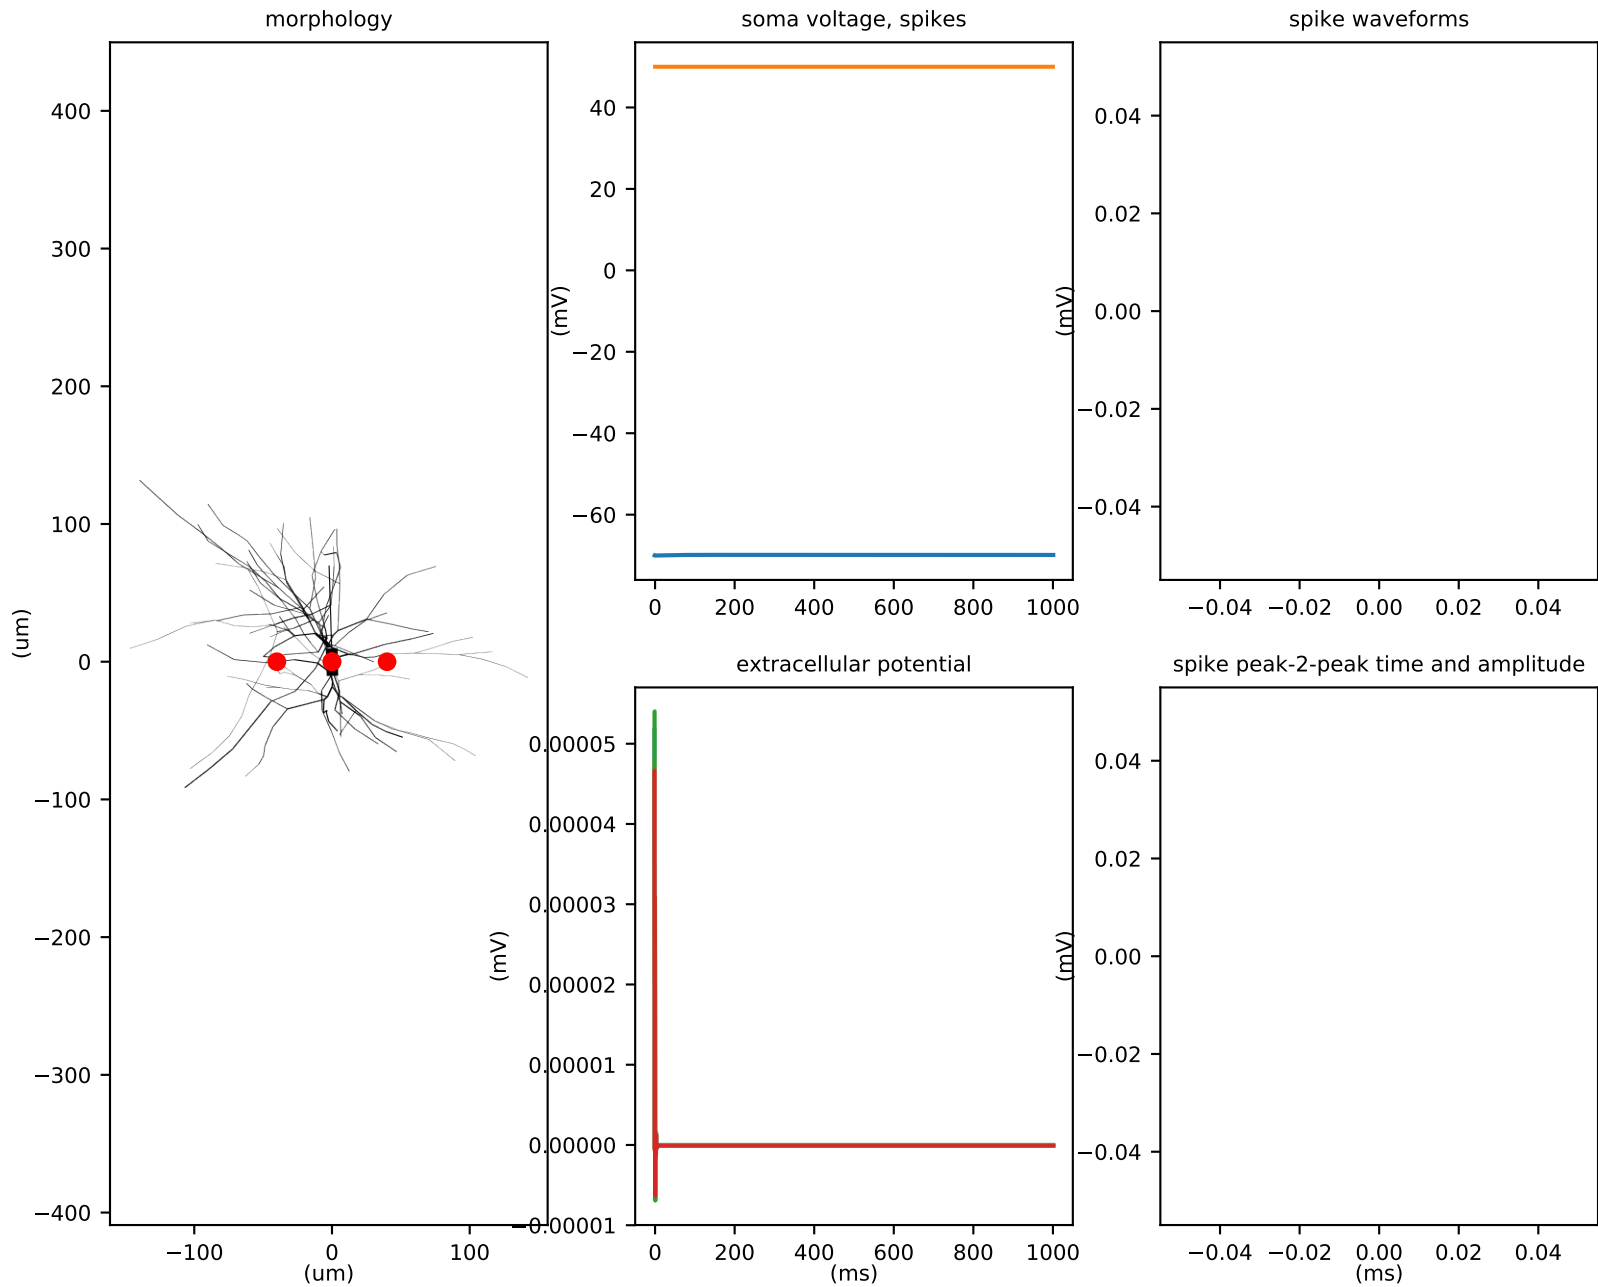 morphology
400
300
200
100
0
−100
−200
−300
−400
(um)
−100 0 100
(um)
soma voltage, spikes
40
20
0
−20
−40
−60
(mV)
0 200 400 600 800 1000
spike waveforms
0.04
0.02
0.00
−0.02
−0.04
(mV)
−0.04 −0.02 0.00 0.02 0.04
extracellular potential
0.00005
0.00004
0.00003
0.00002
0.00001
0.00000
−0.00001
(mV)
0 200 400 600 800 1000
(ms)
spike peak-2-peak time and amplitude
0.04
0.02
0.00
−0.02
−0.04
(mV)
−0.04 −0.02 0.00 0.02 0.04
(ms)